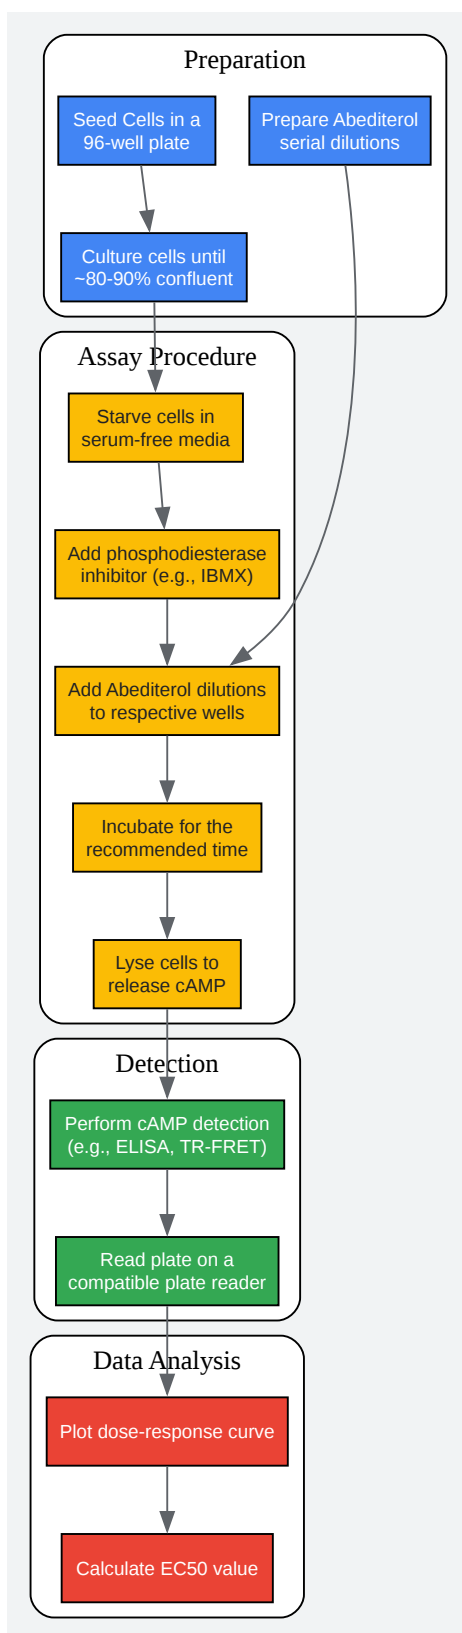 Preparation
Seed Cells in a
96-well plate
Prepare Abediterol
serial dilutions
Culture cells until
~80-90% confluent
Assay Procedure
Starve cells in
serum-free media
Add phosphodiesterase
inhibitor (e.g., IBMX)
Add Abediterol dilutions
to respective wells
Incubate for the
recommended time
Lyse cells to
release cAMP
Detection
Perform cAMP detection
(e.g., ELISA, TR-FRET)
Read plate on a
compatible plate reader
Data Analysis
Plot dose-response curve
Calculate EC50 value